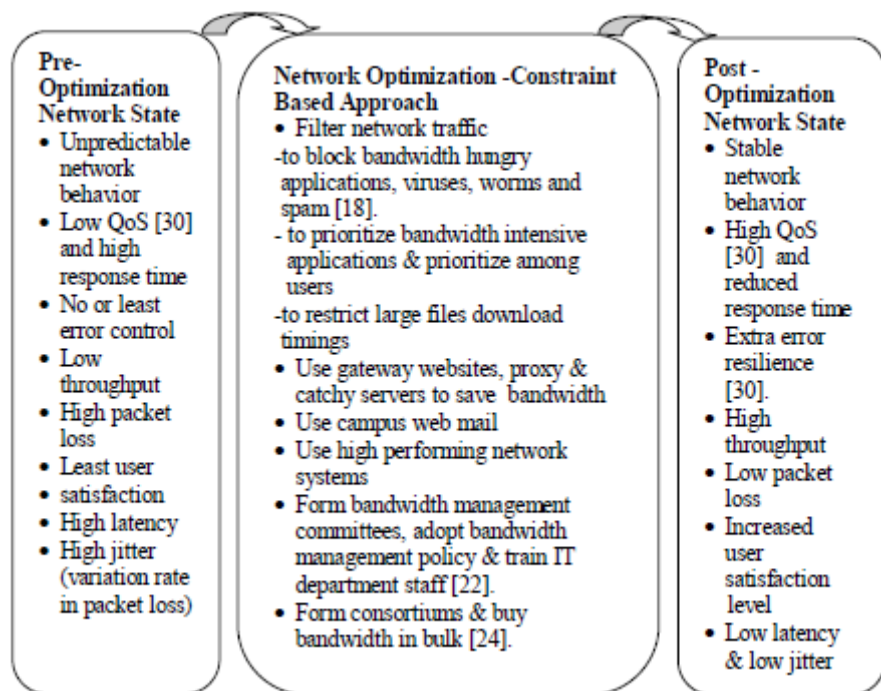 Pre-
Optimization
Network State
• Unpredictable
network
behavior
• Low QoS [30]
and high
response time
• No or least
error control
• Low
throughput
• High packet
loss
• Least user
• satisfaction
• High latency
• High jitter
(variation rate
in packet loss)
Network Optimization -Constraint
Based Approach
• Filter network traffic
-to block bandwidth hungry
applications, viruses, worms and
spam [18].
- to prioritize bandwidth intensive
applications & prioritize among
users
-to restrict large files download
timings
• Use gateway websites, proxy &
catchy servers to save bandwidth
• Use campus web mail
• Use high performing network
systems
• Form bandwidth management
committees, adopt bandwidth
management policy & train IT
department staff [22].
• Form consortiums & buy
bandwidth in bulk [24].
Post -
Optimization
Network State
• Stable
network
behavior
• High QoS
[30] and
reduced
response time
• Extra error
resilience
[30].
• High
throughput
• Low packet
loss
• Increased
user
satisfaction
level
• Low latency
& low jitter